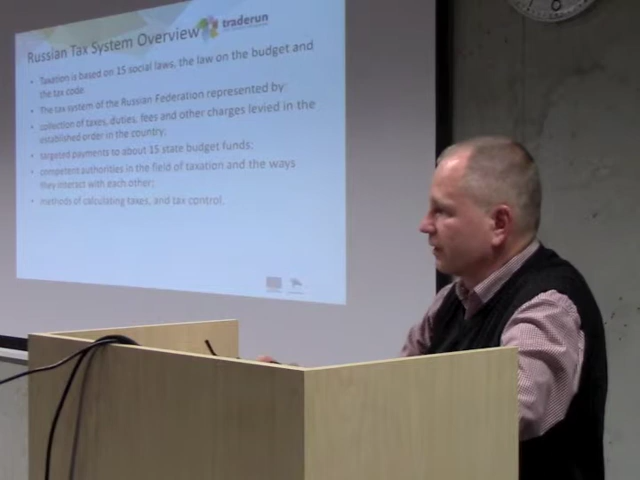 Russian Tax System Overview
traderun
• Taxation is based on 15 social laws, the law on the budget and
the tax code.
• The tax system of the Russian Federation represented by:
• collection of taxes, duties, fees and other charges levied in the
established order in the country;
• targeted payments to about 15 state budget funds;
• competent authorities in the field of taxation and the ways
they interact with each other;
• methods of calculating taxes, and tax control.